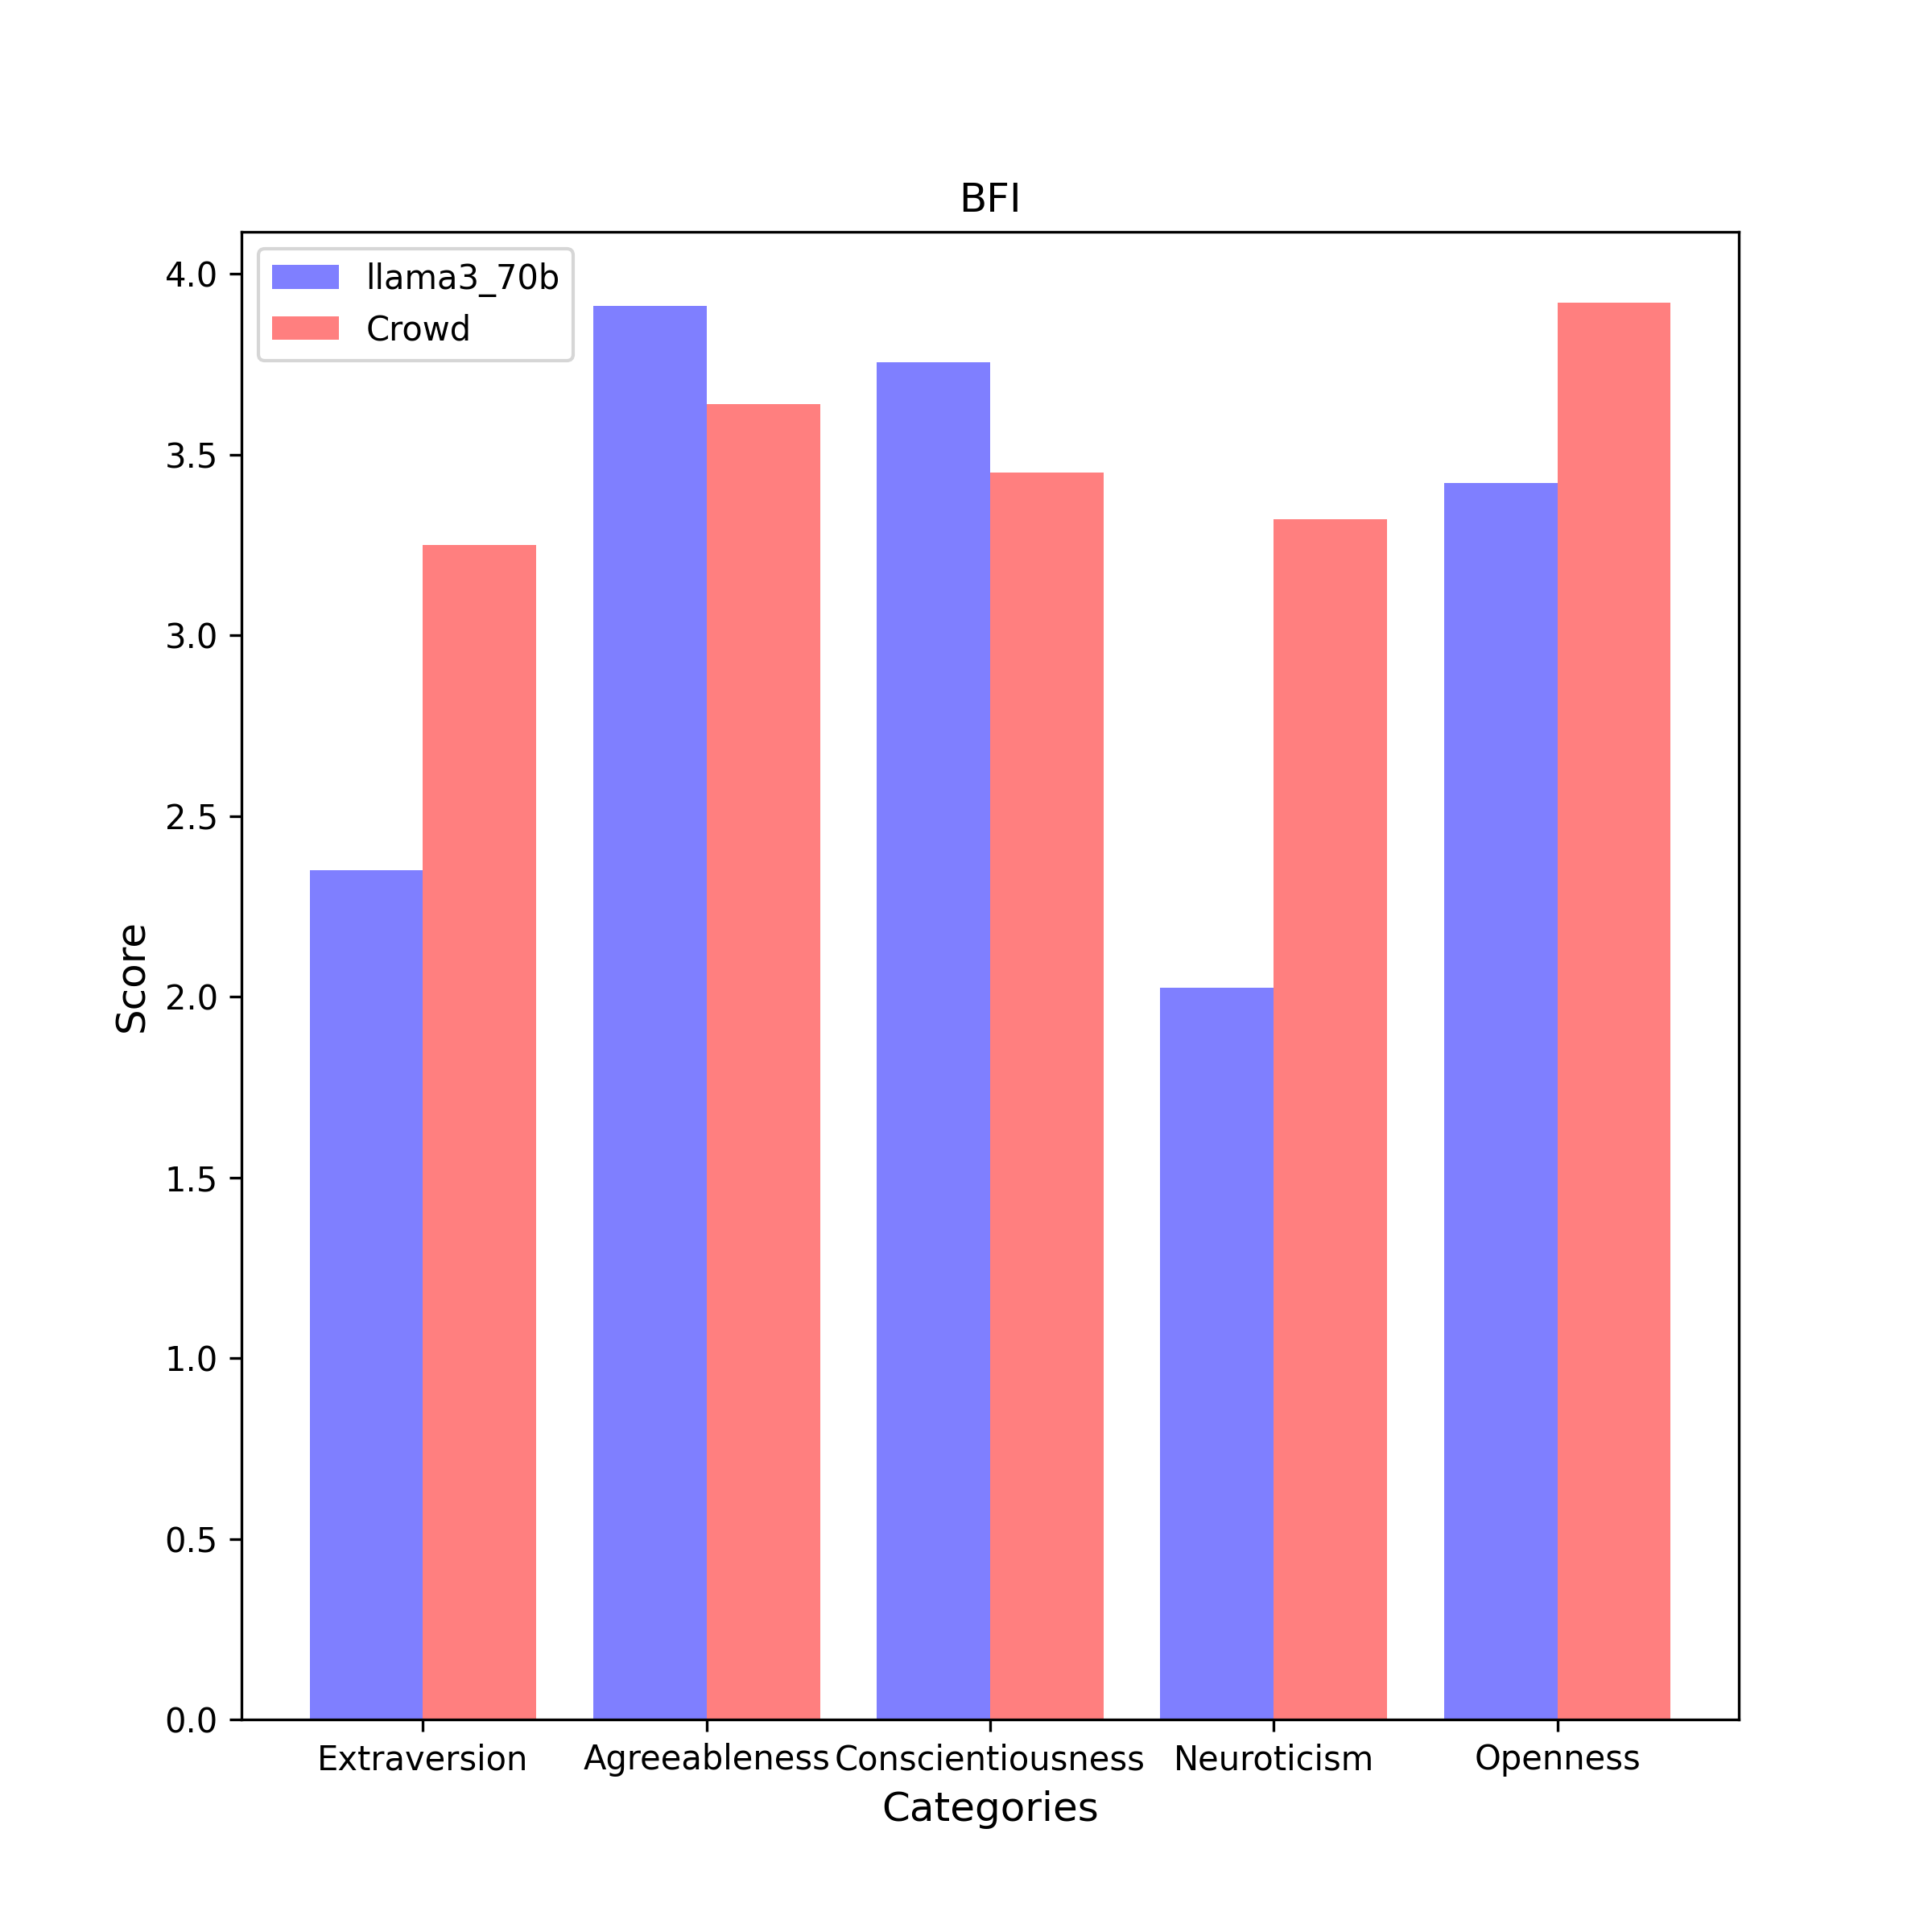 BFI
llama3_70b
Crowd
4.0
3.5
3.0
2.5
2.0
1.5
1.0
0.5
0.0
Score
Extraversion Agreeableness Conscientiousness Neuroticism Openness
Categories